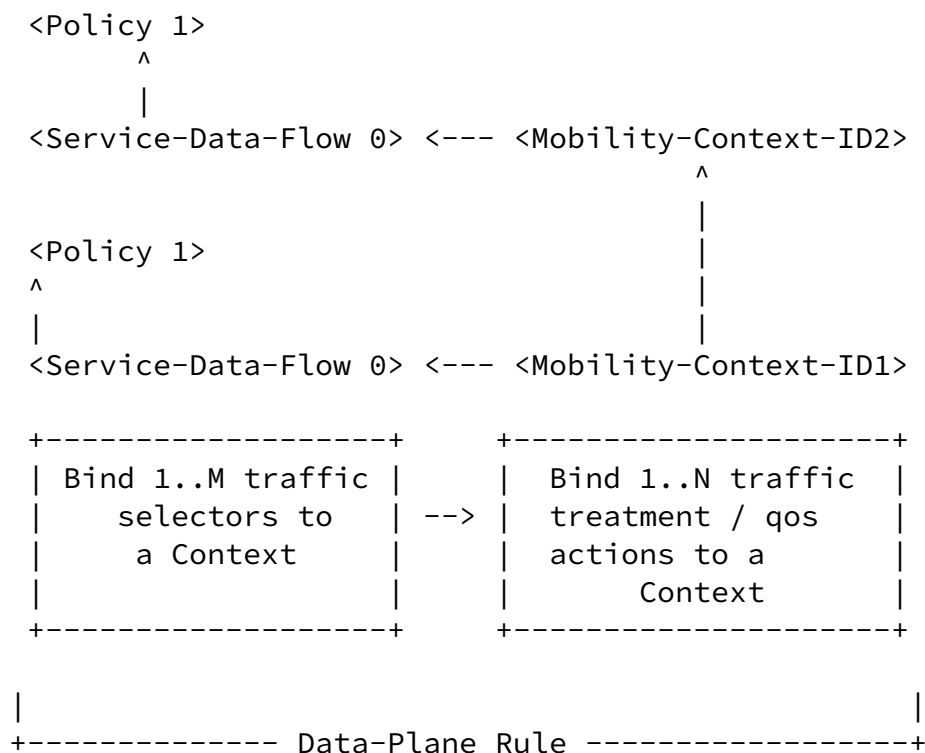 <Policy 1>
^
|
<Service-Data-Flow 0> <--- <Mobility-Context-ID2>
^
|
<Policy 1> |
^ |
| |
<Service-Data-Flow 0> <--- <Mobility-Context-ID1>
+-------------------+ +---------------------+
| Bind 1..M traffic | | Bind 1..N traffic |
| selectors to | --> | treatment / qos |
| a Context | | actions to a |
| | | Context |
+-------------------+ +---------------------+
| |
+-------------- Data-Plane Rule ------------------+